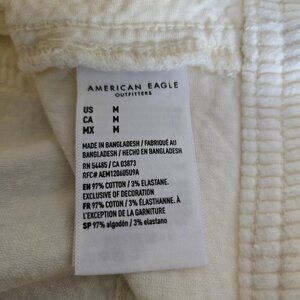 AMERICAN EAGLE
OUTFITTERS
US M
CA M
MX M
MADE IN BANGLADESH / FABRIQUÉ AU
BANGLADESH / HECHO EN BANGLADESH
RN 54485 / CA 03873
RFC# AEM120605U9A
EN 97% COTTON / 3% ELASTANE.
EXCLUSIVE OF DECORATION
FR 97% COTON / 3% ÉLASTHANNE. À
L'EXCEPTION DE LA GARNITURE
SP 97% algodón / 3% elastano